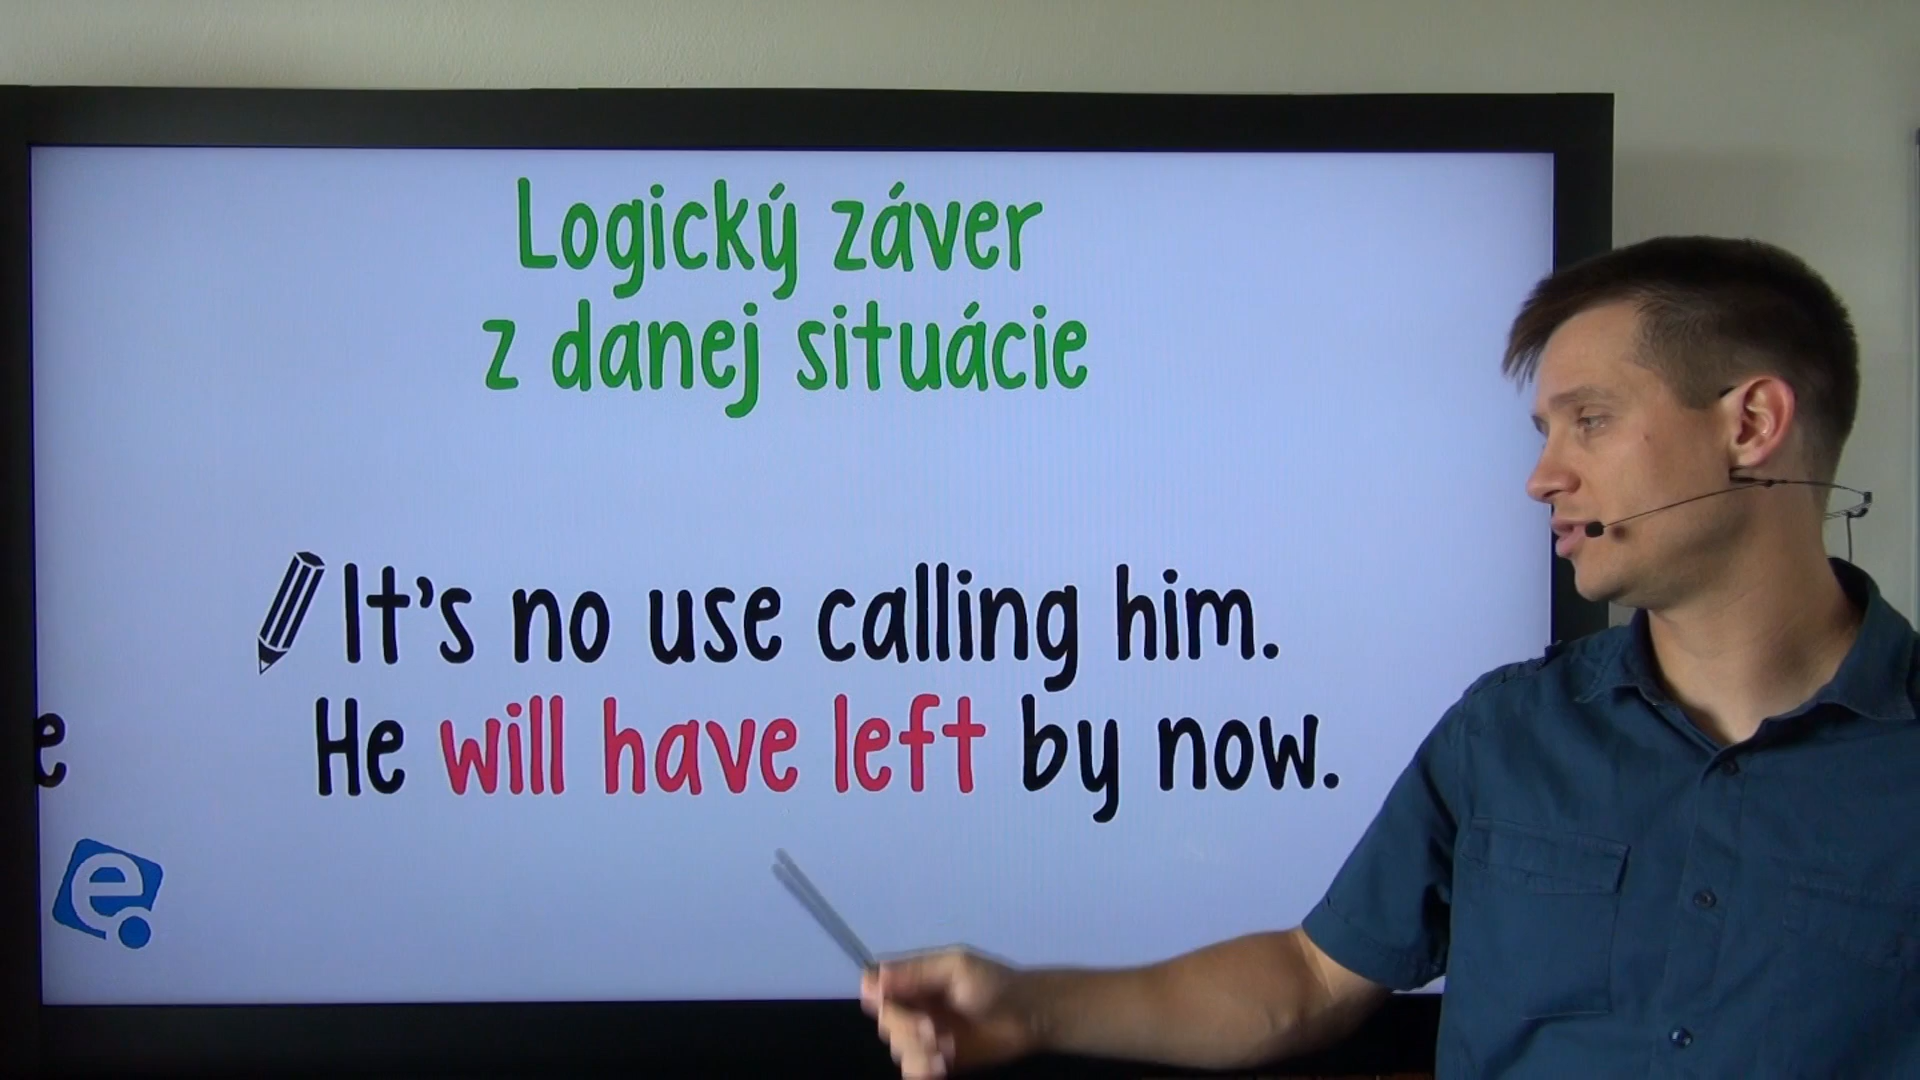 Logický záver
z danej situácie
It's no use calling him.
He will have left by now.
e
e